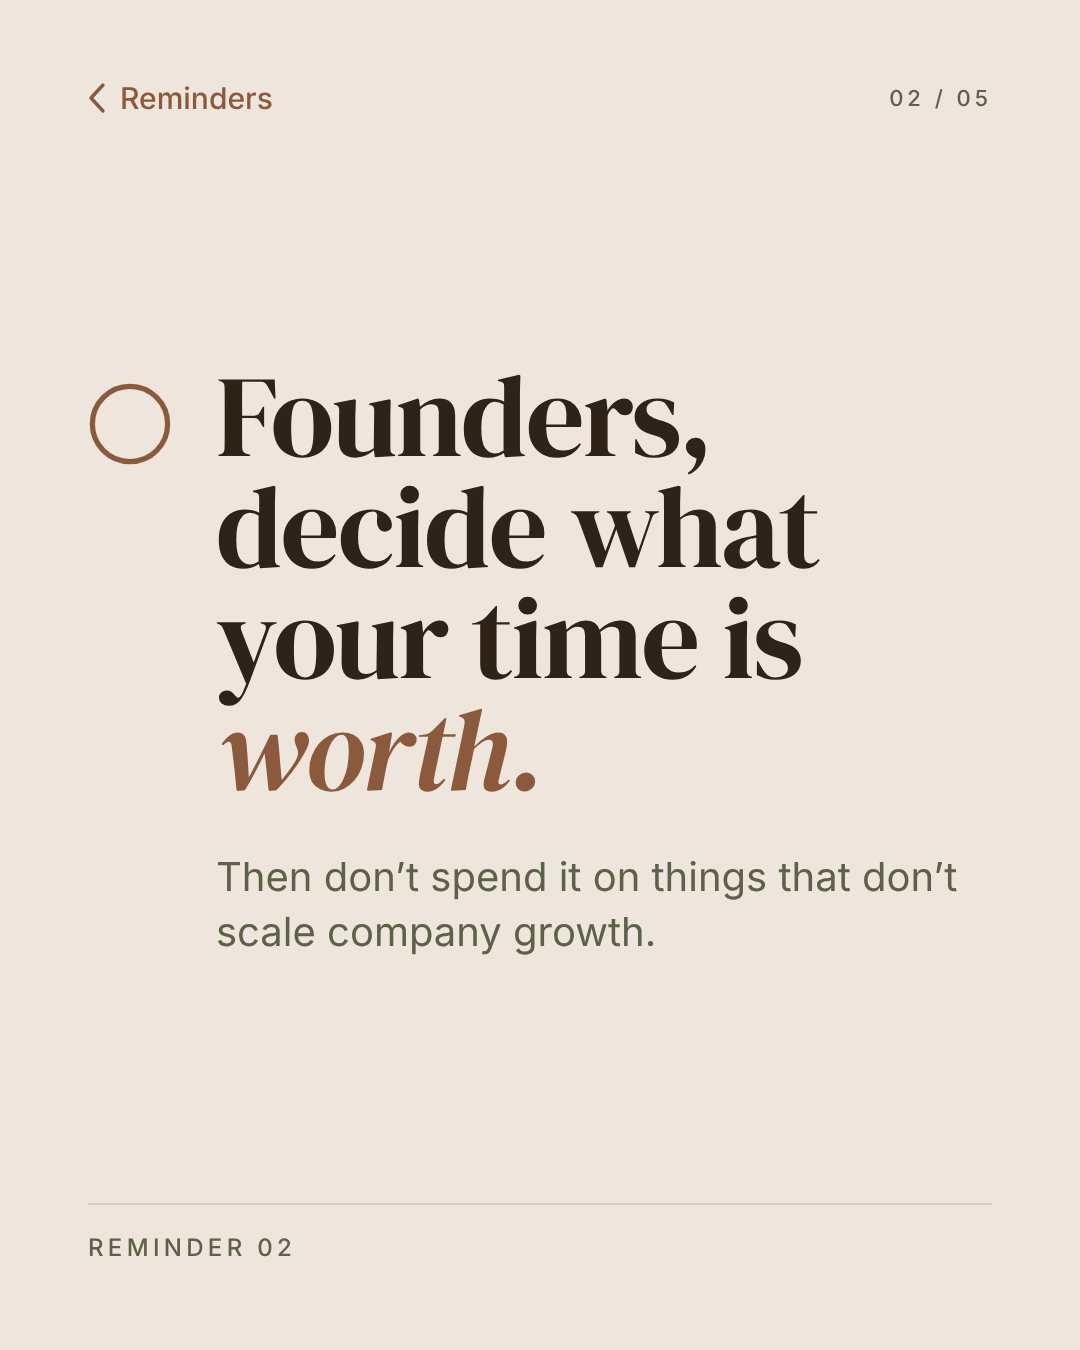 Reminders
02 / 05
Founders,
decide what
your time is
worth.
Then don’t spend it on things that don’t
scale company growth.
REMINDER 02